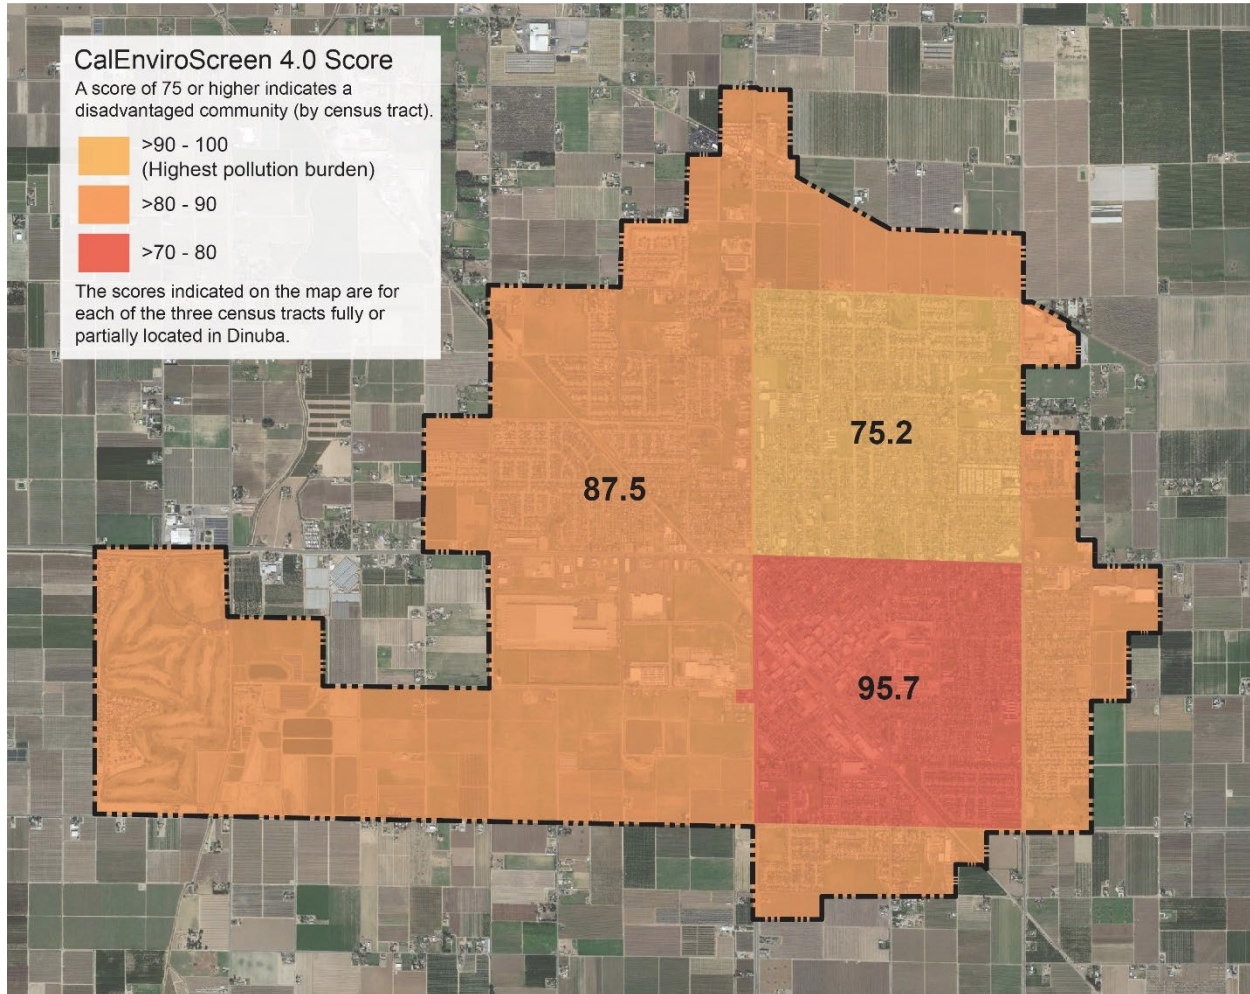 CalEnviroScreen 4.0 Score
A score of 75 or higher indicates a
disadvantaged community (by census tract).
>90 - 100
(Highest pollution burden)
>80 - 90
>70 - 80
The scores indicated on the map are for
each of the three census tracts fully or
partially located in Dinuba.
75.2
87.5
95.7